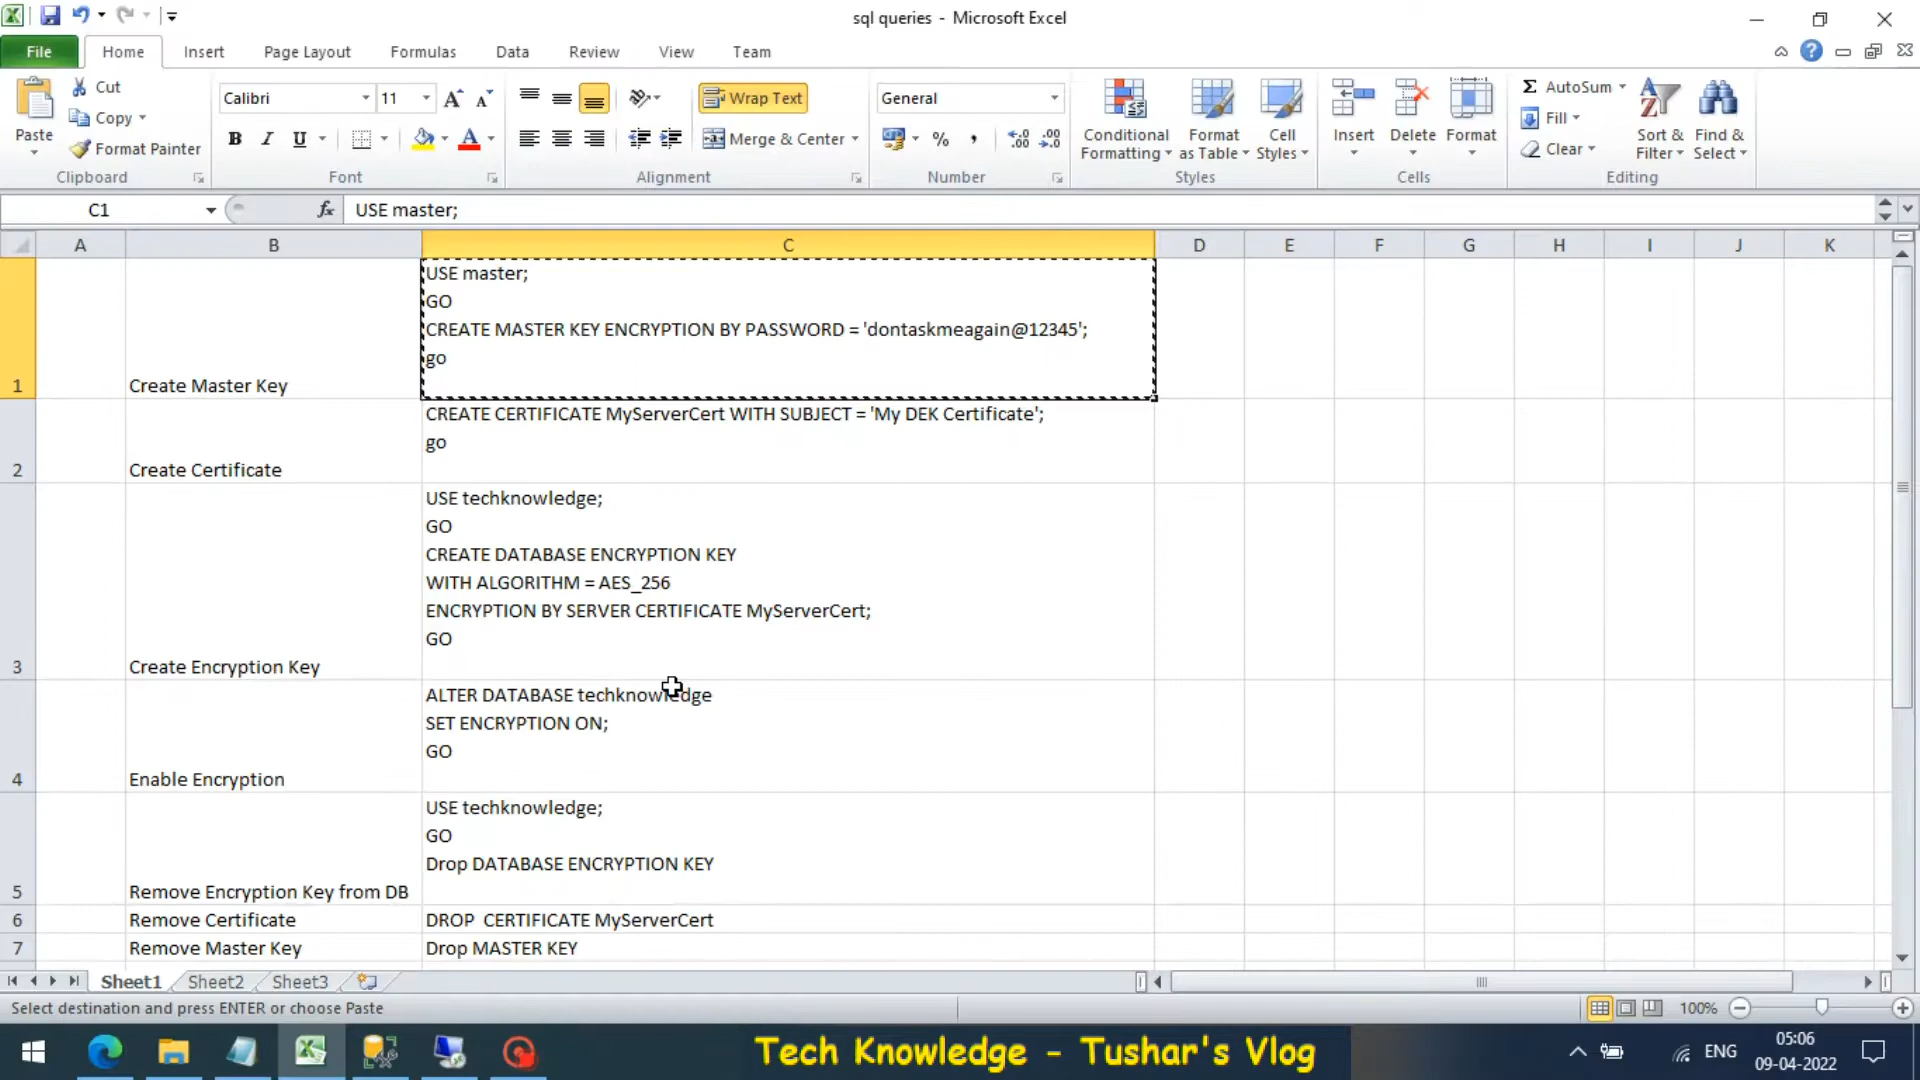 sql queries - Microsoft Excel
File Home Insert Page Layout Formulas Data Review View Team
Paste
Cut
Copy
Format Painter
Clipboard
Calibri 11
B I U
Font
Wrap Text
Merge & Center
Alignment
General
Number
Conditional Formatting
Format as Table
Cell Styles
Styles
Insert Delete Format
Cells
AutoSum
Fill
Clear
Sort & Filter
Find & Select
Editing
C1 fx USE master;
A B C D E F G H I J K
USE master;
GO
CREATE MASTER KEY ENCRYPTION BY PASSWORD = 'dontaskmeagain@12345';
go
1 Create Master Key
CREATE CERTIFICATE MyServerCert WITH SUBJECT = 'My DEK Certificate';
go
2 Create Certificate
USE techknowledge;
GO
CREATE DATABASE ENCRYPTION KEY
WITH ALGORITHM = AES_256
ENCRYPTION BY SERVER CERTIFICATE MyServerCert;
GO
3 Create Encryption Key
ALTER DATABASE techknowledge
SET ENCRYPTION ON;
GO
4 Enable Encryption
USE techknowledge;
GO
Drop DATABASE ENCRYPTION KEY
5 Remove Encryption Key from DB
6 Remove Certificate DROP  CERTIFICATE MyServerCert
7 Remove Master Key Drop MASTER KEY
Sheet1 Sheet2 Sheet3
Select destination and press ENTER or choose Paste
100%
Tech Knowledge - Tushar's Vlog
ENG
05:06
09-04-2022